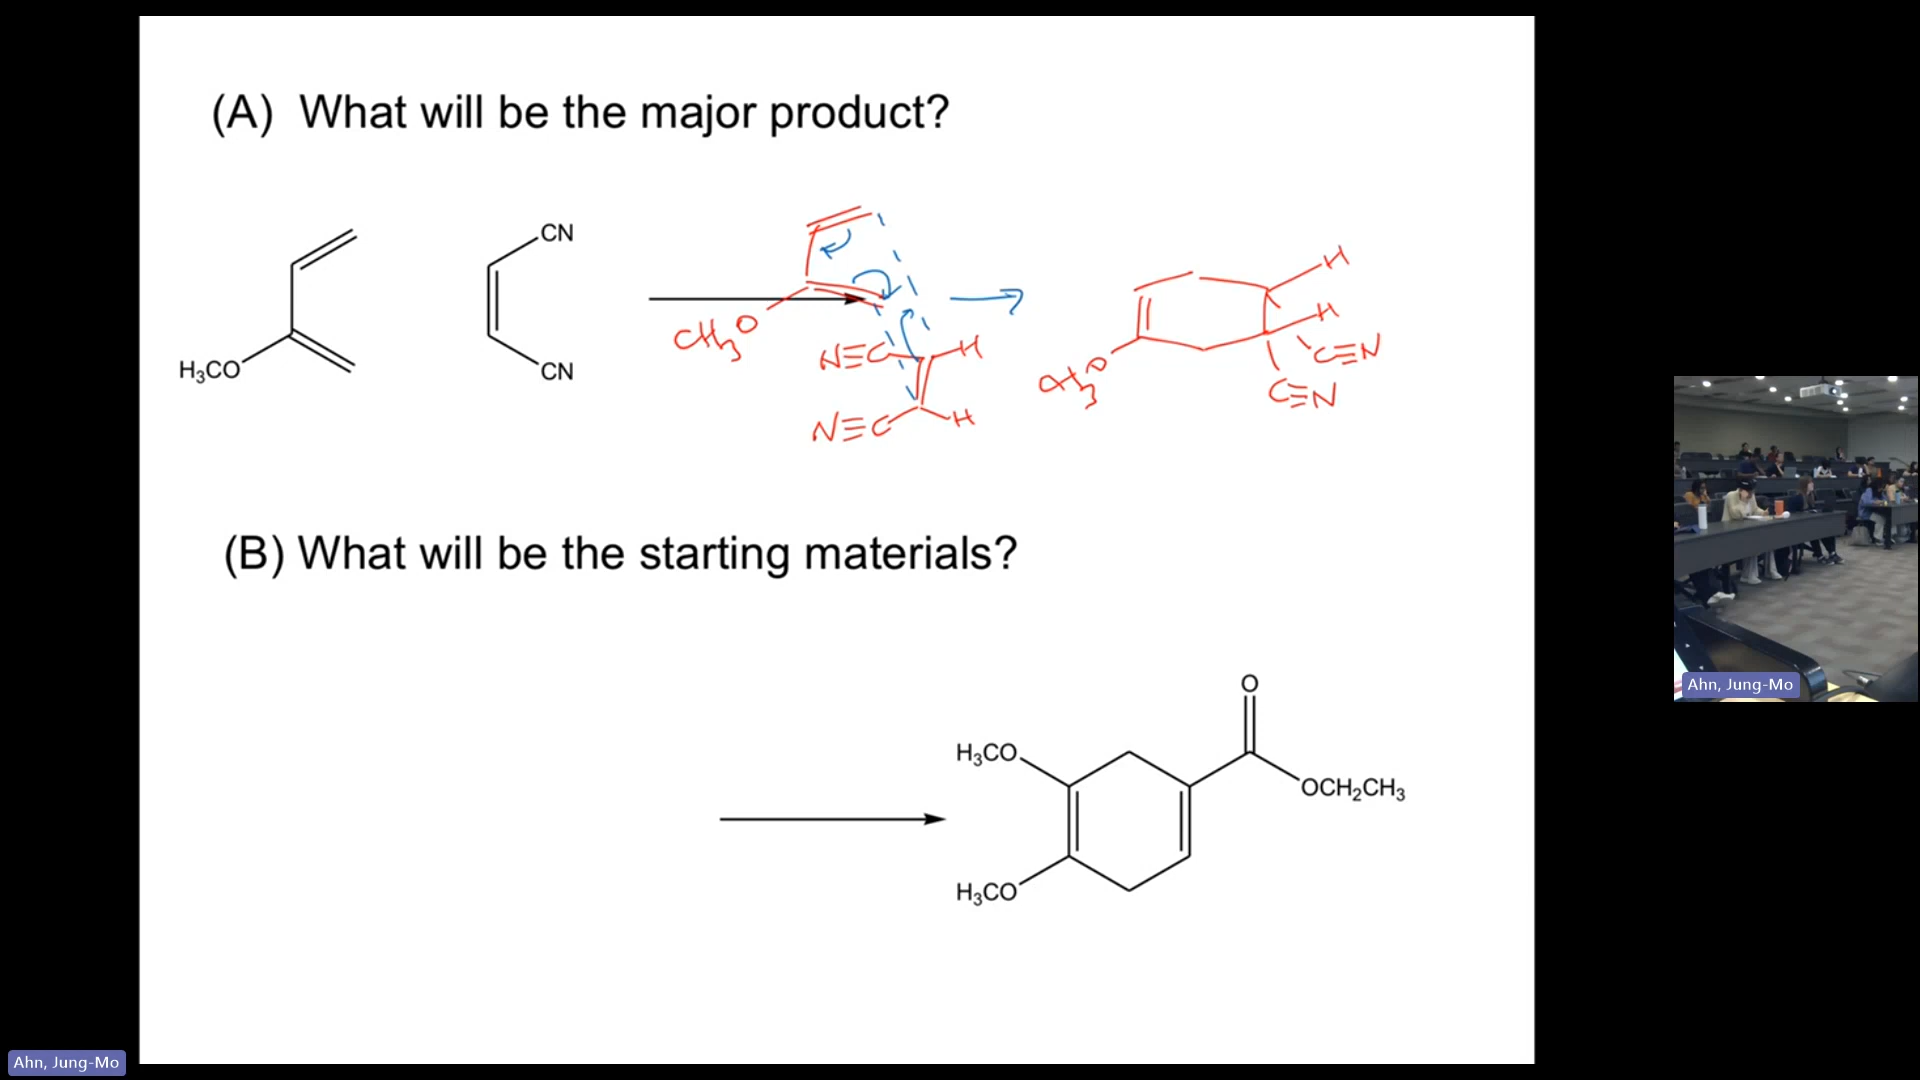 (A) What will be the major product?
CN
CN
H₃CO
CH₃O
N≡C
H
N≡C
H
H
H
CH₃O
C≡N
C≡N
(B) What will be the starting materials?
O
H₃CO
OCH₂CH₃
H₃CO
Ahn, Jung-Mo
Ahn, Jung-Mo